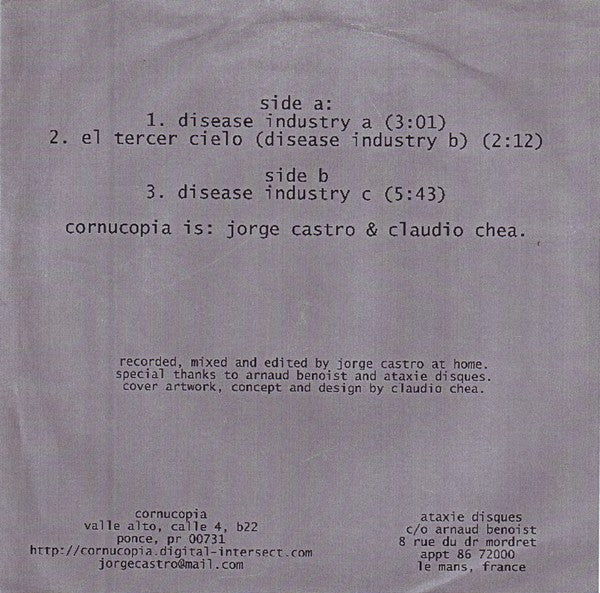 side a:
1. disease industry a (3:01)
2. el tercer cielo (disease industry b) (2:12)
side b
3. disease industry c (5:43)
cornucopia is: jorge castro & claudio chea.
recorded, mixed and edited by jorge castro at home.
special thanks to arnaud benoist and ataxie disques.
cover artwork, concept and design by claudio chea.
cornucopia
valle alto, calle 4, b22
ponce, pr 00731
http://cornucopia.digital-intersect.com
jorgecastro@mail.com
ataxie disques
c/o arnaud benoist
8 rue du dr mordret
appt 86 72000
le mans, france